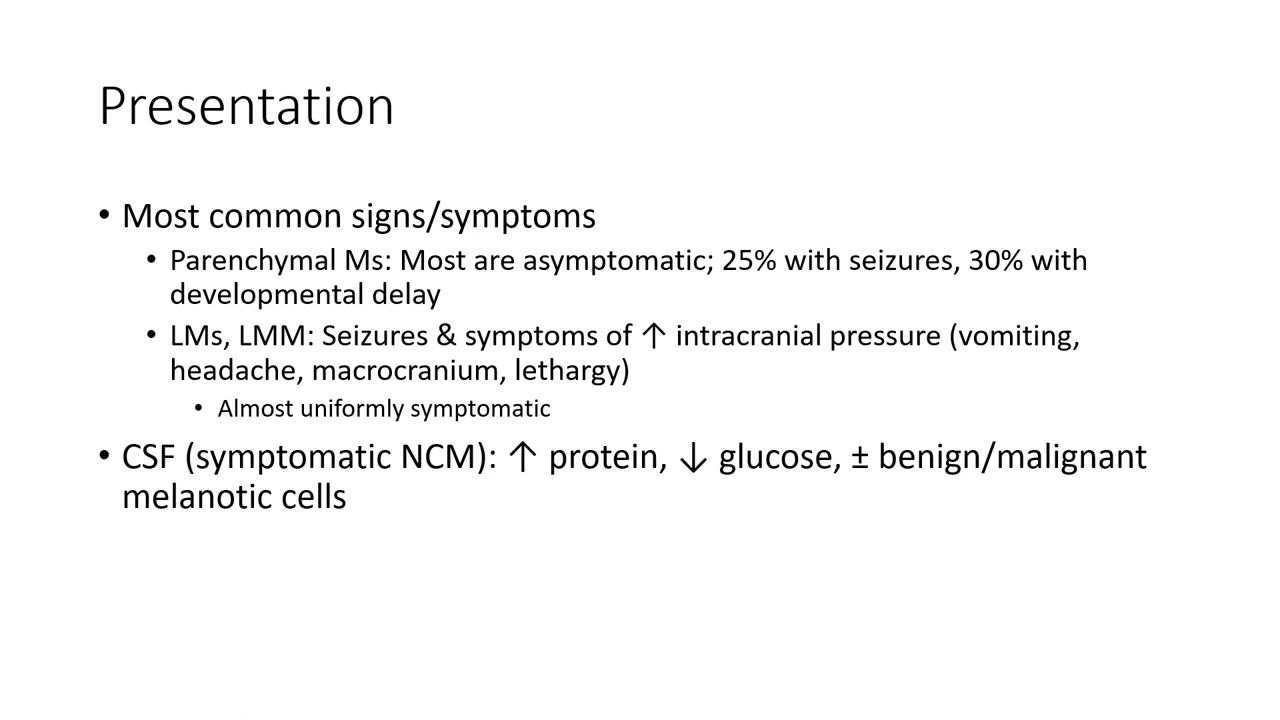 Presentation
• Most common signs/symptoms
• Parenchymal Ms: Most are asymptomatic; 25% with seizures, 30% with
developmental delay
• LMs, LMM: Seizures & symptoms of ↑ intracranial pressure (vomiting,
headache, macrocranium, lethargy)
• Almost uniformly symptomatic
• CSF (symptomatic NCM): ↑ protein, ↓ glucose, ± benign/malignant
melanotic cells